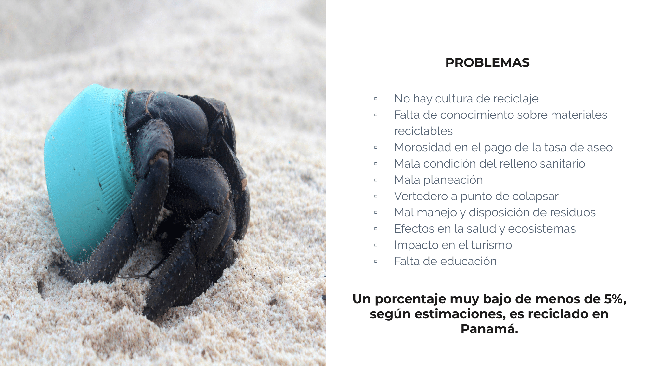 PROBLEMAS
▫ No hay cultura de reciclaje
▫ Falta de conocimiento sobre materiales
reciclables
▫ Morosidad en el pago de la tasa de aseo
▫ Mala condición del relleno sanitario
▫ Mala planeación
▫ Vertedero a punto de colapsar
▫ Mal manejo y disposición de residuos
▫ Efectos en la salud y ecosistemas
▫ Impacto en el turismo
▫ Falta de educación
Un porcentaje muy bajo de menos de 5%,
según estimaciones, es reciclado en
Panamá.